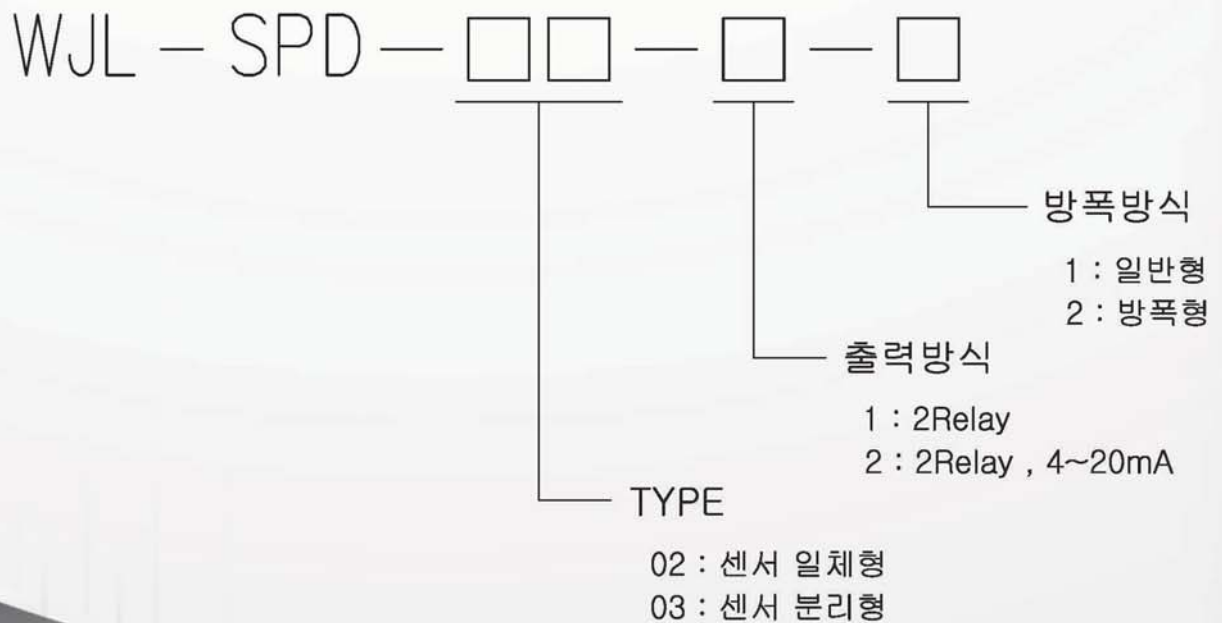 WJL – SPD – □□ – □ – □
방폭방식
1 : 일반형
2 : 방폭형
출력방식
1 : 2Relay
2 : 2Relay , 4~20mA
TYPE
02 : 센서 일체형
03 : 센서 분리형